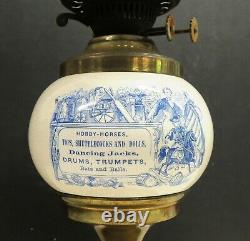 HOBBY-HORSES,
TOPS, SHUTTLECOCKS AND DOLLS,
Dancing Jacks,
DRUMS, TRUMPETS,
Bats and Balls.